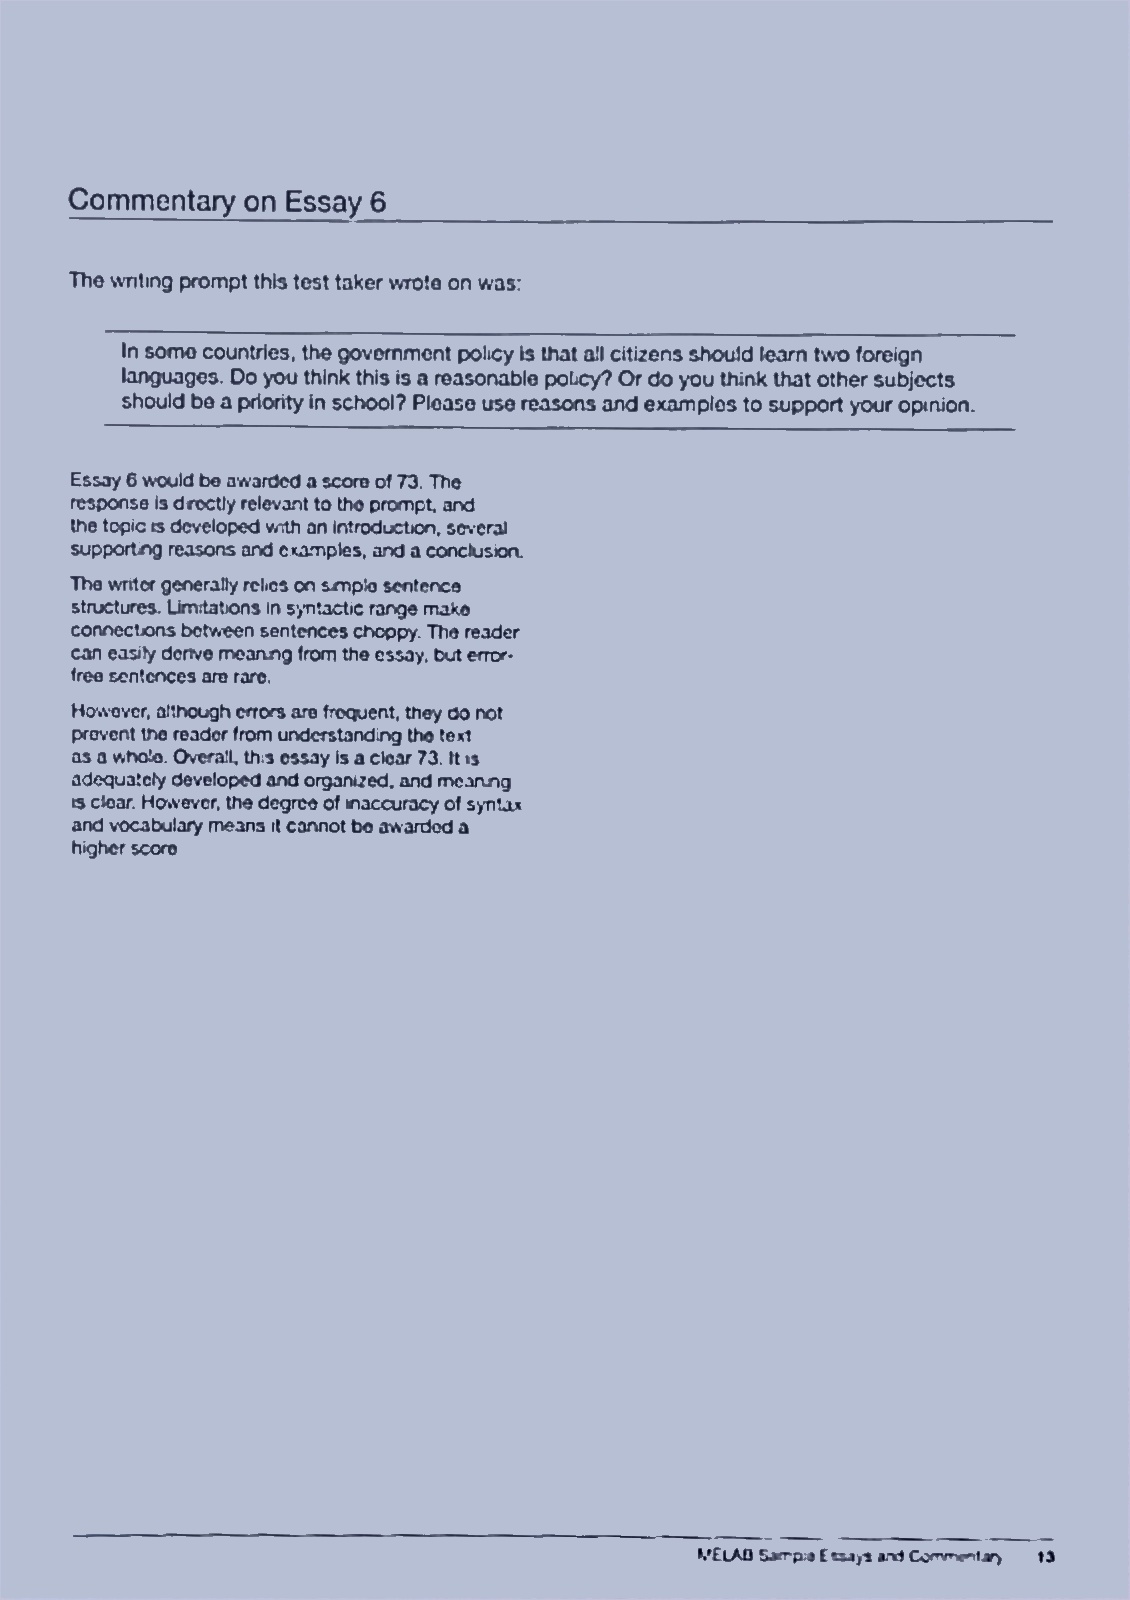 Commentary on Essay 6
The writing prompt this test taker wrote on was:
In some countries, the government policy is that all citizens should learn two foreign
languages. Do you think this is a reasonable policy? Or do you think that other subjects
should be a priority in school? Please use reasons and examples to support your opinion.
Essay 6 would be awarded a score of 73. The
response is directly relevant to the prompt, and
the topic is developed with an introduction, several
supporting reasons and examples, and a conclusion.
The writer generally relies on simple sentence
structures. Limitations in syntactic range make
connections between sentences choppy. The reader
can easily derive meaning from the essay, but error-
free sentences are rare.
However, although errors are frequent, they do not
prevent the reader from understanding the text
as a whole. Overall, this essay is a clear 73. It is
adequately developed and organized, and meaning
is clear. However, the degree of inaccuracy of syntax
and vocabulary means it cannot be awarded a
higher score
MELAB Sample Essays and Commentary 13